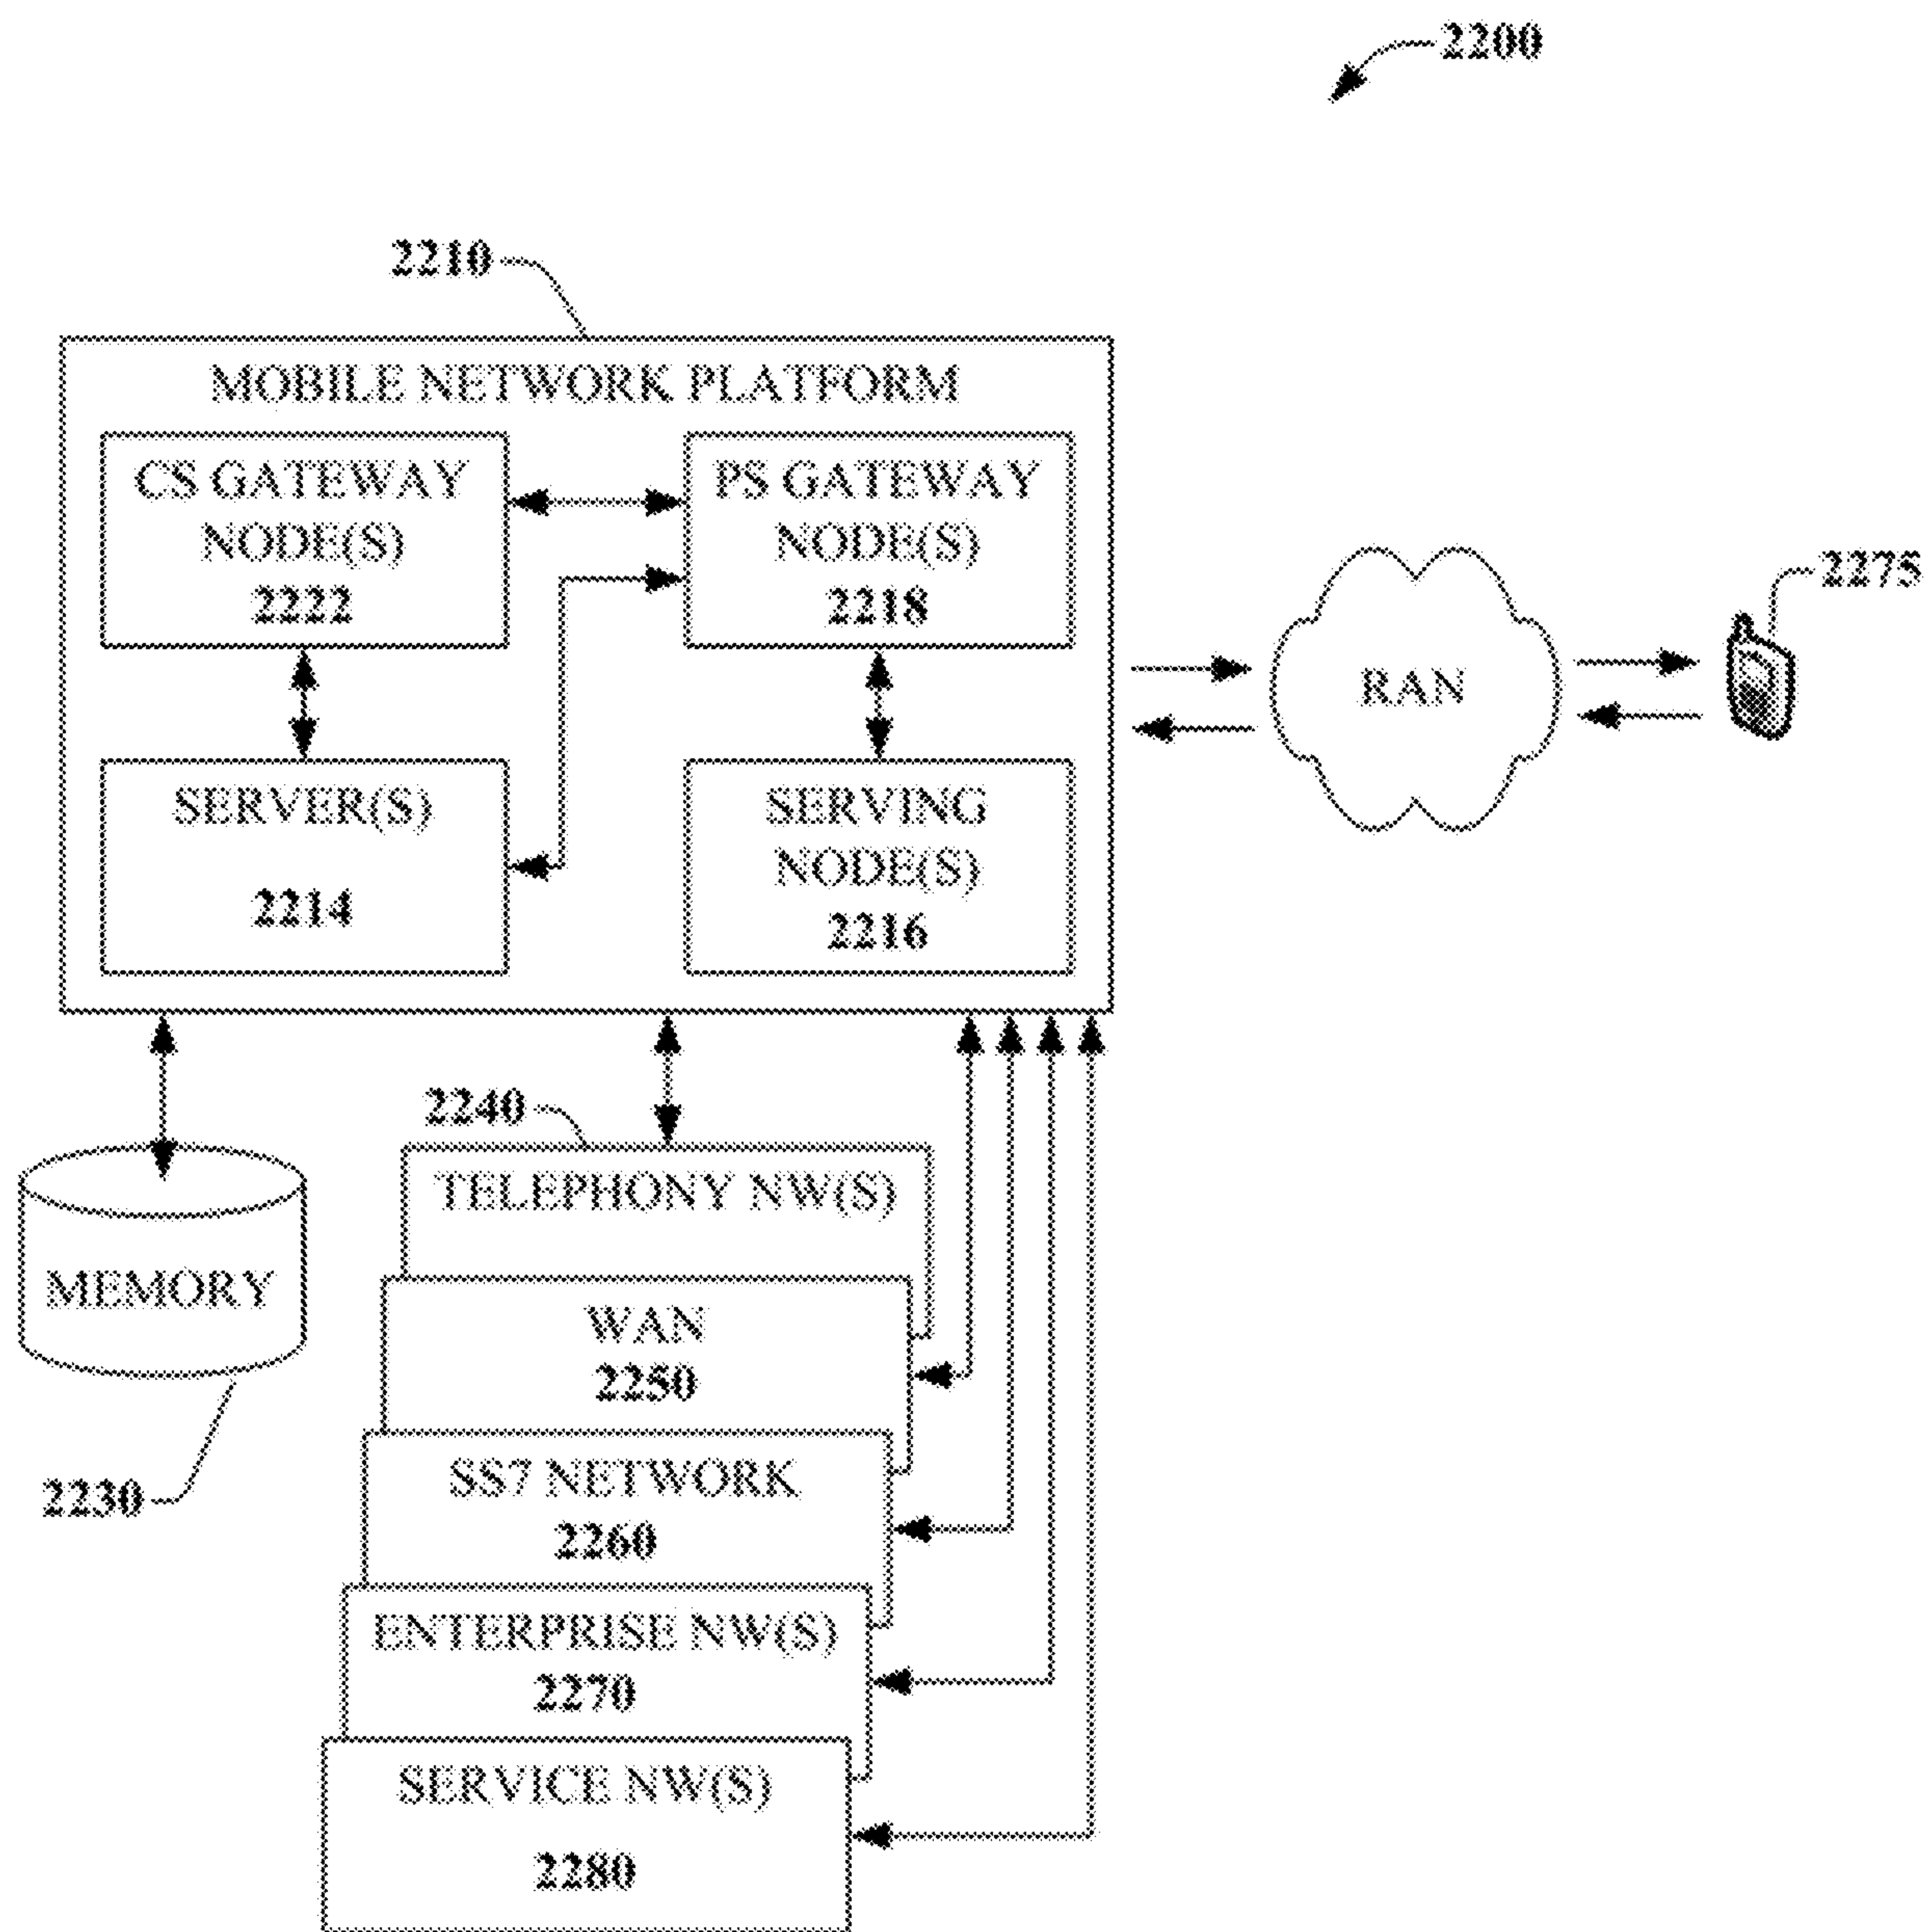 2200
2210
MOBILE NETWORK PLATFORM
CS GATEWAY
NODE(S)
2222
PS GATEWAY
NODE(S)
2218
SERVER(S)
2214
SERVING
NODE(S)
2216
RAN
2275
2240
TELEPHONY NW(S)
MEMORY
2230
WAN
2250
SS7 NETWORK
2260
ENTERPRISE NW(S)
2270
SERVICE NW(S)
2280